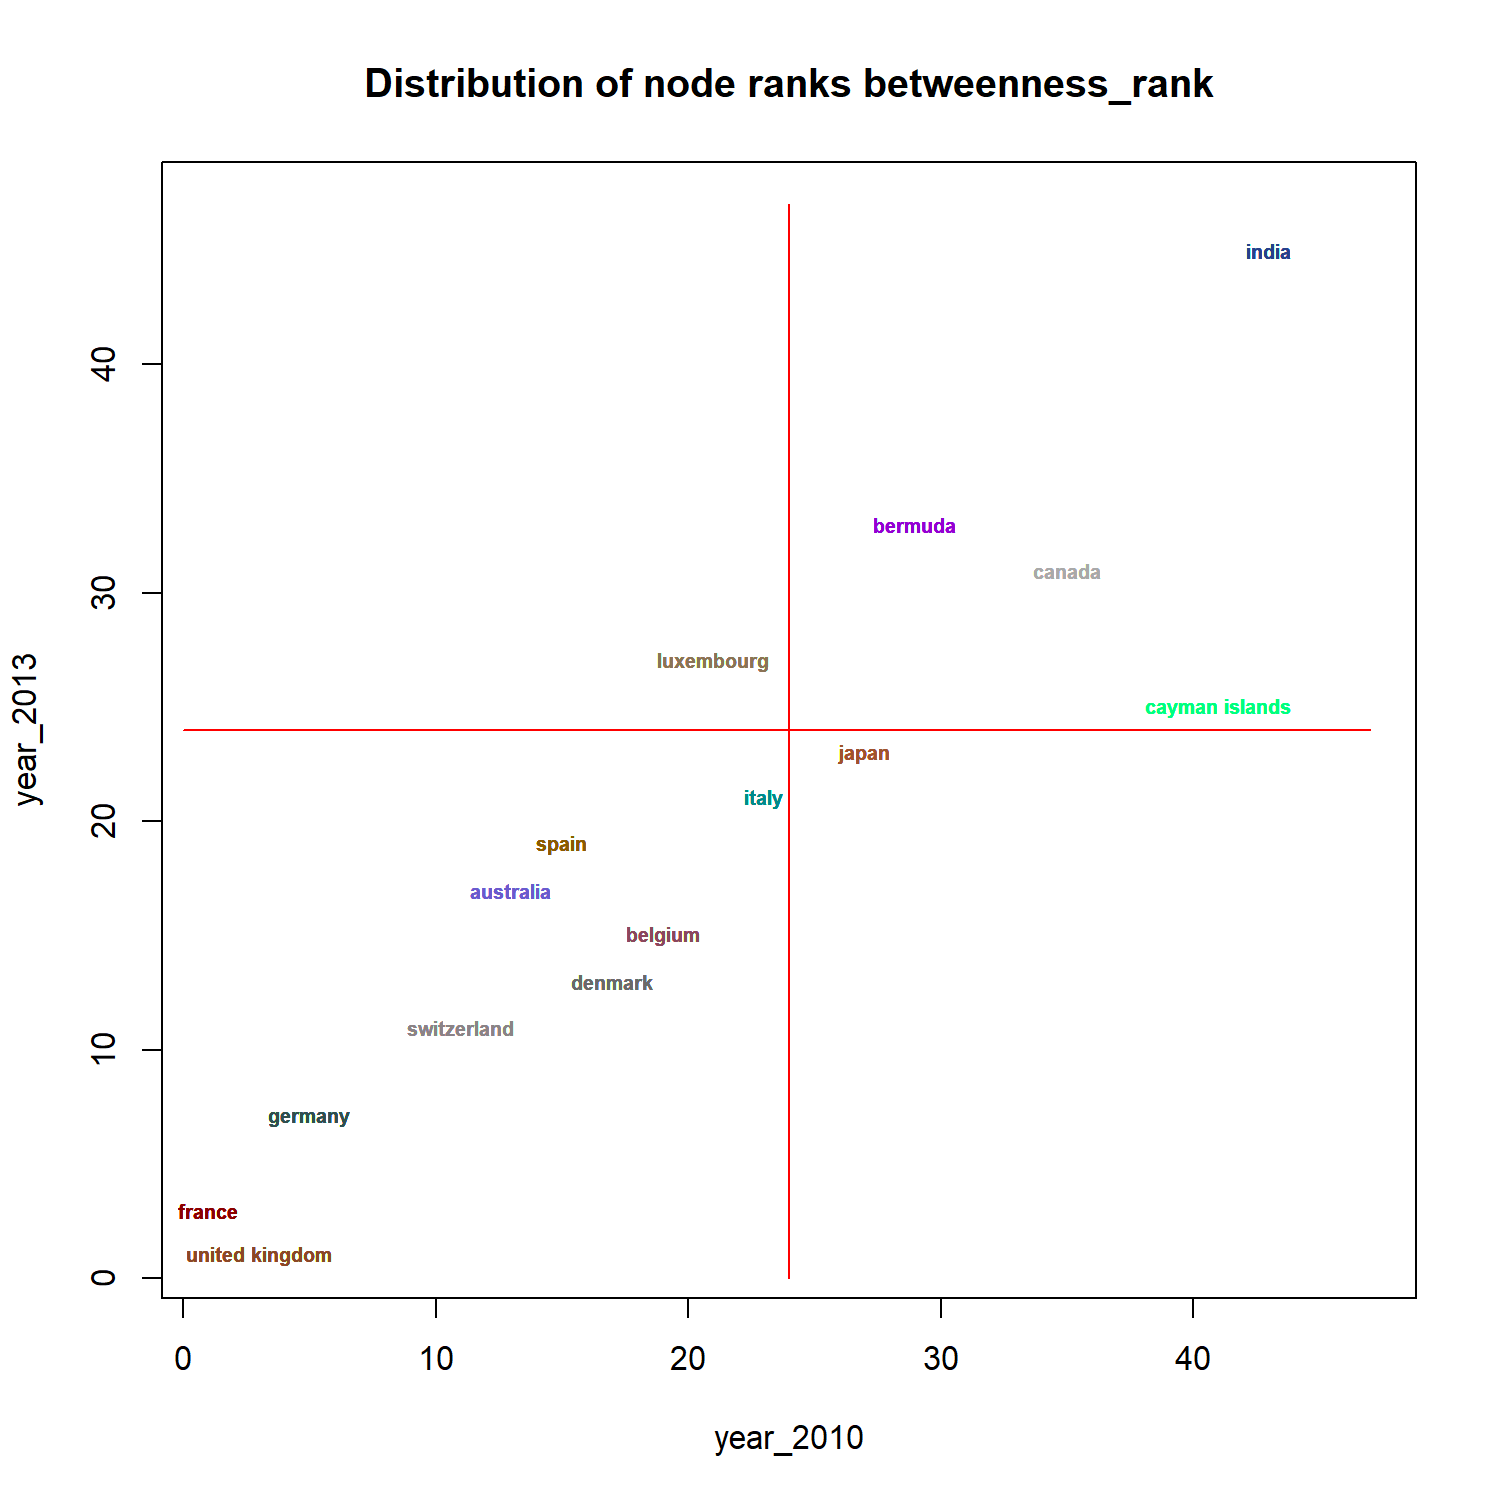 Distribution of node ranks betweenness_rank
india
40
bermuda
canada
30
luxembourg
cayman islands
year_2013
japan
italy
20
spain
australia
belgium
denmark
switzerland
10
germany
france
united kingdom
0
0 10 20 30 40
year_2010